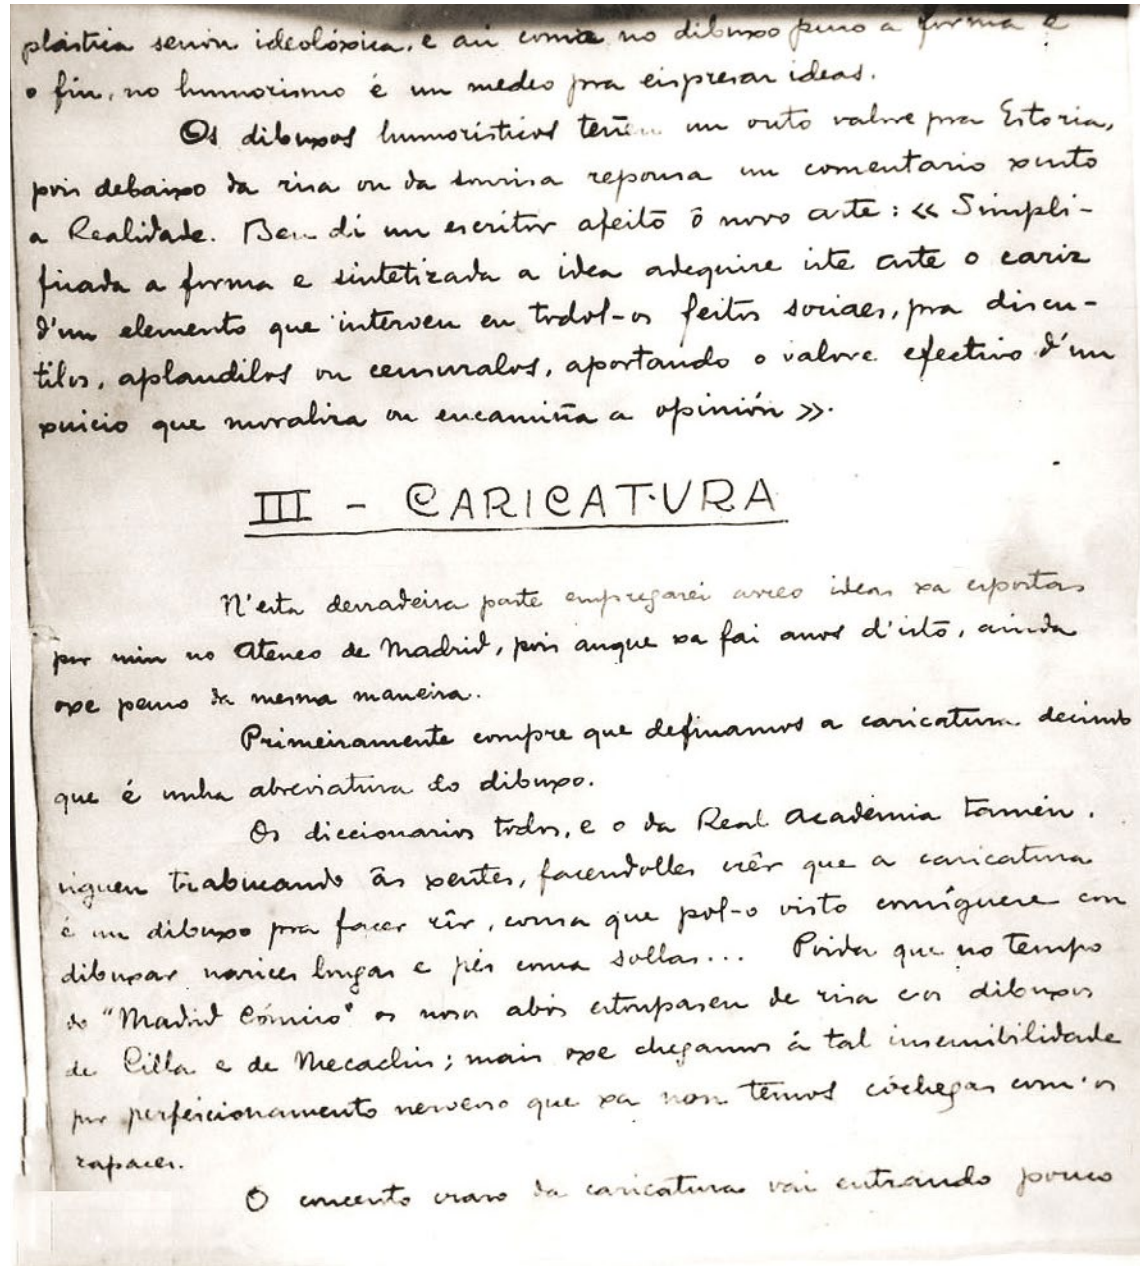 plástica senón ideolóxica, e así coma no dibuxo puro a forma é
o fin, no humorismo é un medeo pra eispresar ideas.
Os dibuxos humorísticos teñen un outo valore pra Estoria,
pois debaixo da risa ou da sonrisa repousa un comentario xusto
a Realidade. Ben di un escritor afeito ô novo arte: « Simpli-
ficada a forma e sintetizada a idea adequire iste arte o cariz
d'un elemento que interven en todol-os feitos sociaes, pra discu-
tilos, aplaudilos ou censuralos, aportando o valore efectivo d'un
xuicio que moraliza ou encamiña a opinión ».
III - CARICATURA
N'esta derradeira parte empregarei arreo ideas xa espostas
por min no Ateneo de Madrid, pois anque xa fai anos d'isto, ainda
oxe penso da mesma maneira.
Primeiramente compre que definamos a caricatura decindo
que é unha abreviatura do dibuxo.
Os diccionarios todos, e o da Real Academia tamén,
siguen trabucando âs xentes, facendolles crêr que a caricatura
é un dibuxo pra facer rir, cousa que pol-o visto consíguese con
dibuxar narices longas e pés coma sollas... Poida que no tempo
do "Madrid Cómico" os nosos abós estoupasen de risa cos dibuxos
de Cilla e de Mecachis; mais oxe chegamos á tal insensibilidade
por perfeicionamento nervoso que xa non temos cóchegas com'os
rapaces.
O conceuto craro da caricatura vai entrando pouco